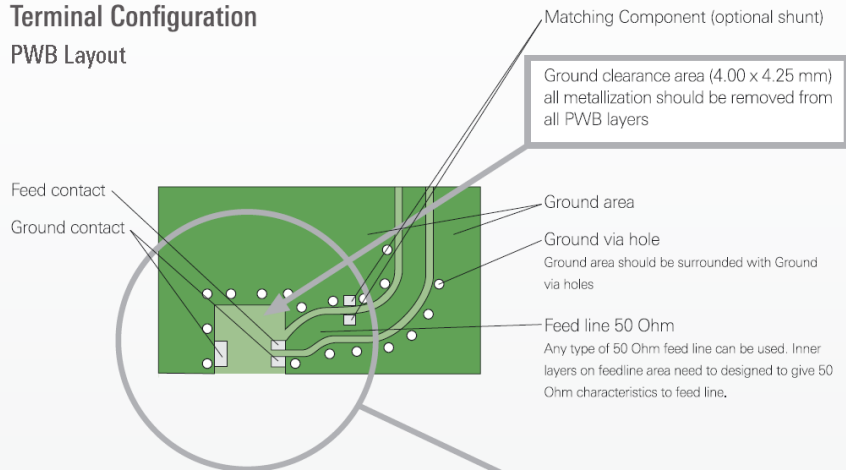 Terminal Configuration
PWB Layout
Matching Component (optional shunt)
Ground clearance area (4.00 x 4.25 mm)
all metallization should be removed from
all PWB layers
Feed contact
Ground contact
Ground area
Ground via hole
Ground area should be surrounded with Ground
via holes
Feed line 50 Ohm
Any type of 50 Ohm feed line can be used. Inner
layers on feedline area need to designed to give 50
Ohm characteristics to feed line.